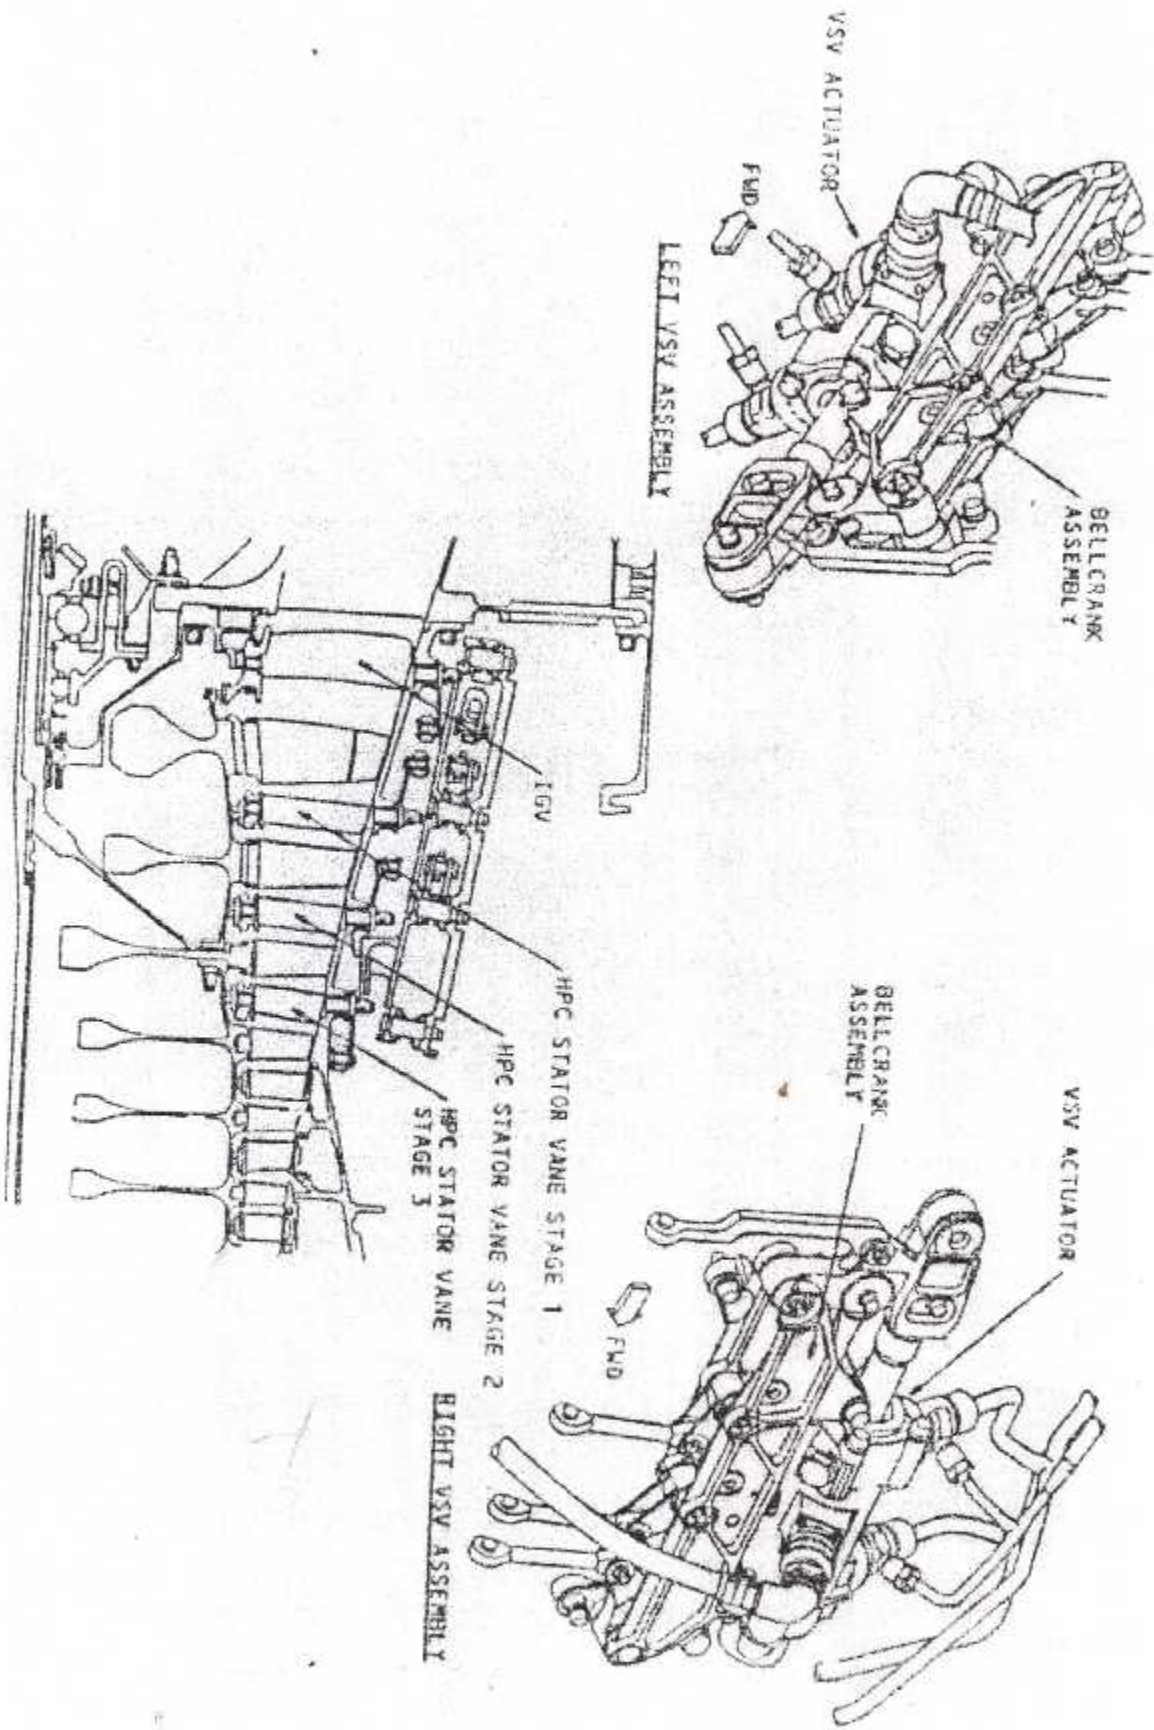 VSV ACTUATOR
FWD
LEFT VSV ASSEMBLY
BELLCRANK
ASSEMBLY
IGV
HPC STATOR VANE STAGE 1
HPC STATOR VANE STAGE 2
HPC STATOR VANE
STAGE 3
BELLCRANK
ASSEMBLY
VSV ACTUATOR
FWD
RIGHT VSV ASSEMBLY